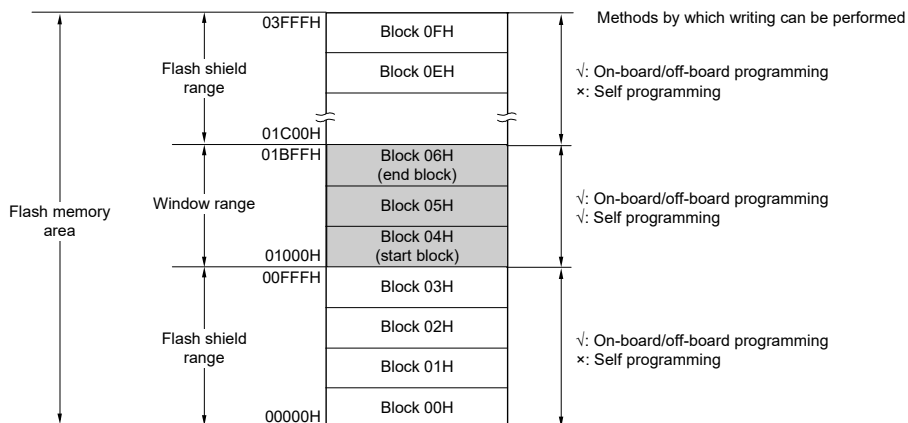 Methods by which writing can be performed
03FFFH
Block 0FH
Block 0EH
Flash shield
range
√: On-board/off-board programming
×: Self programming
01C00H
01BFFH
Block 06H
(end block)
Block 05H
Block 04H
(start block)
Window range
√: On-board/off-board programming
√: Self programming
Flash memory
area
01000H
00FFFH
Block 03H
Block 02H
Block 01H
Block 00H
Flash shield
range
√: On-board/off-board programming
×: Self programming
00000H